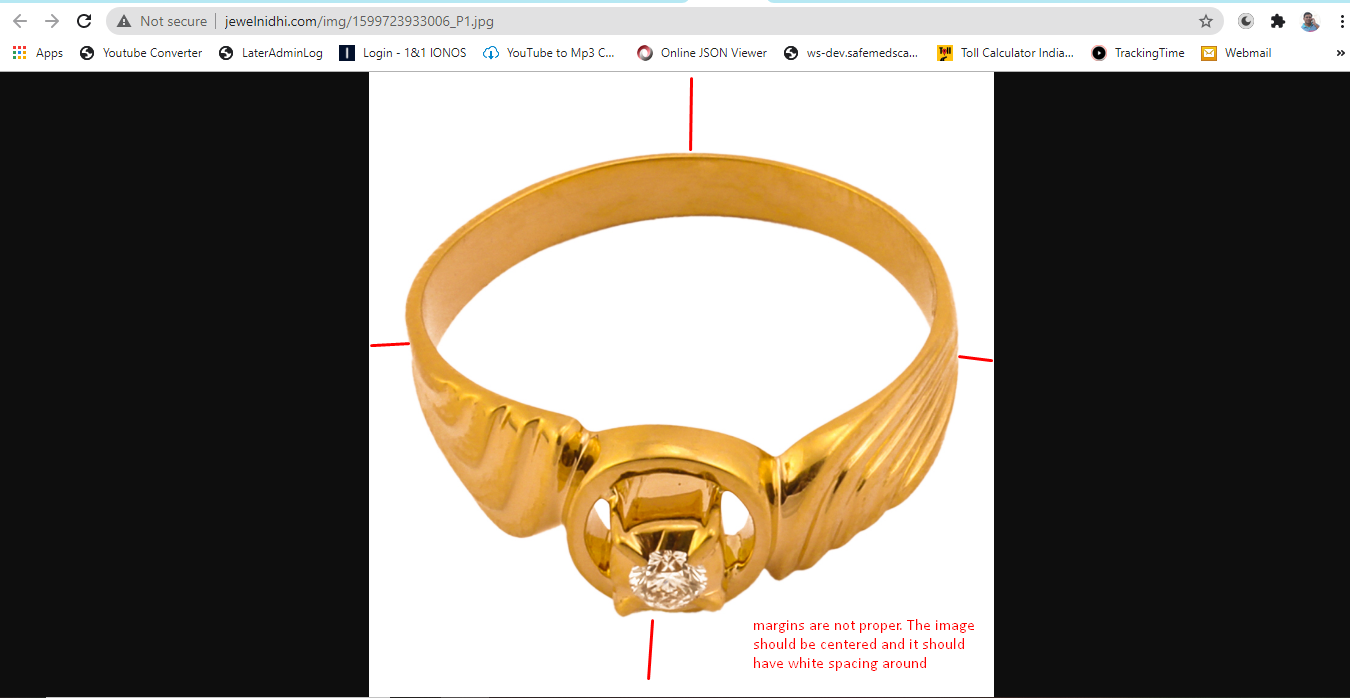 Not secure | jewelnidhi.com/img/1599723933006_P1.jpg
Apps Youtube Converter LaterAdminLog Login - 1&1 IONOS YouTube to Mp3 C... Online JSON Viewer ws-dev.safemedsca... Toll Calculator India... TrackingTime Webmail »
margins are not proper. The image
should be centered and it should
have white spacing around